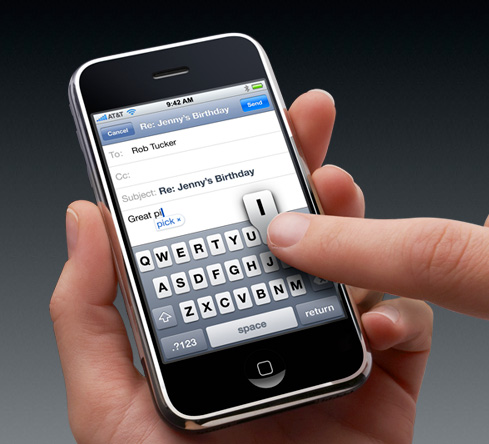 AT&T 9:42 AM
Cancel Re: Jenny's Birthday Send
To: Rob Tucker
Cc:
Subject: Re: Jenny's Birthday
Great pi
pick ×
I
Q W E R T Y U
A S D F G H J
Z X C V B N M
.?123 space return